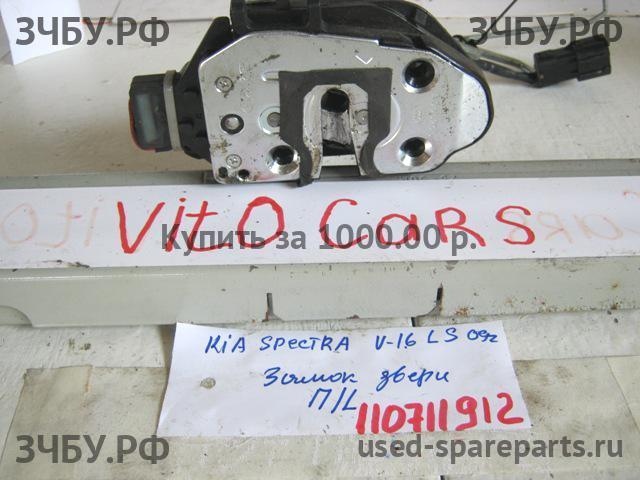 ЗЧБУ.РФ ЗЧБУ.РФ
Vito Cars
Купить за 1000.00 р.
KiA SPECTRA V-16 LS 09г
Замок двери
П/L
110711912
ЗЧБУ.РФ used-spareparts.ru